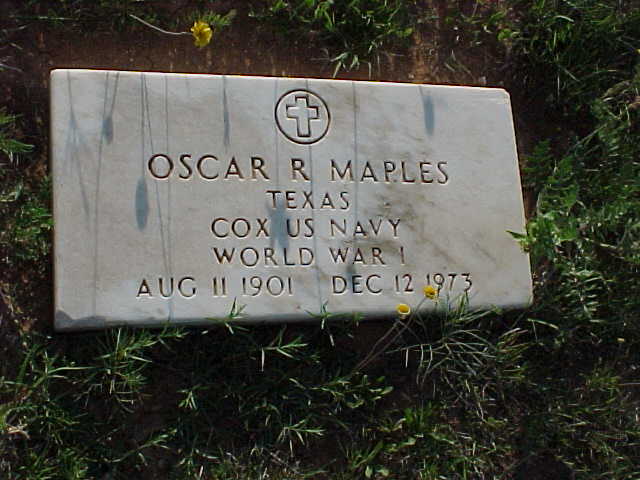 OSCAR R MAPLES
TEXAS
COX US NAVY
WORLD WAR I
AUG 11 1901 DEC 12 1973